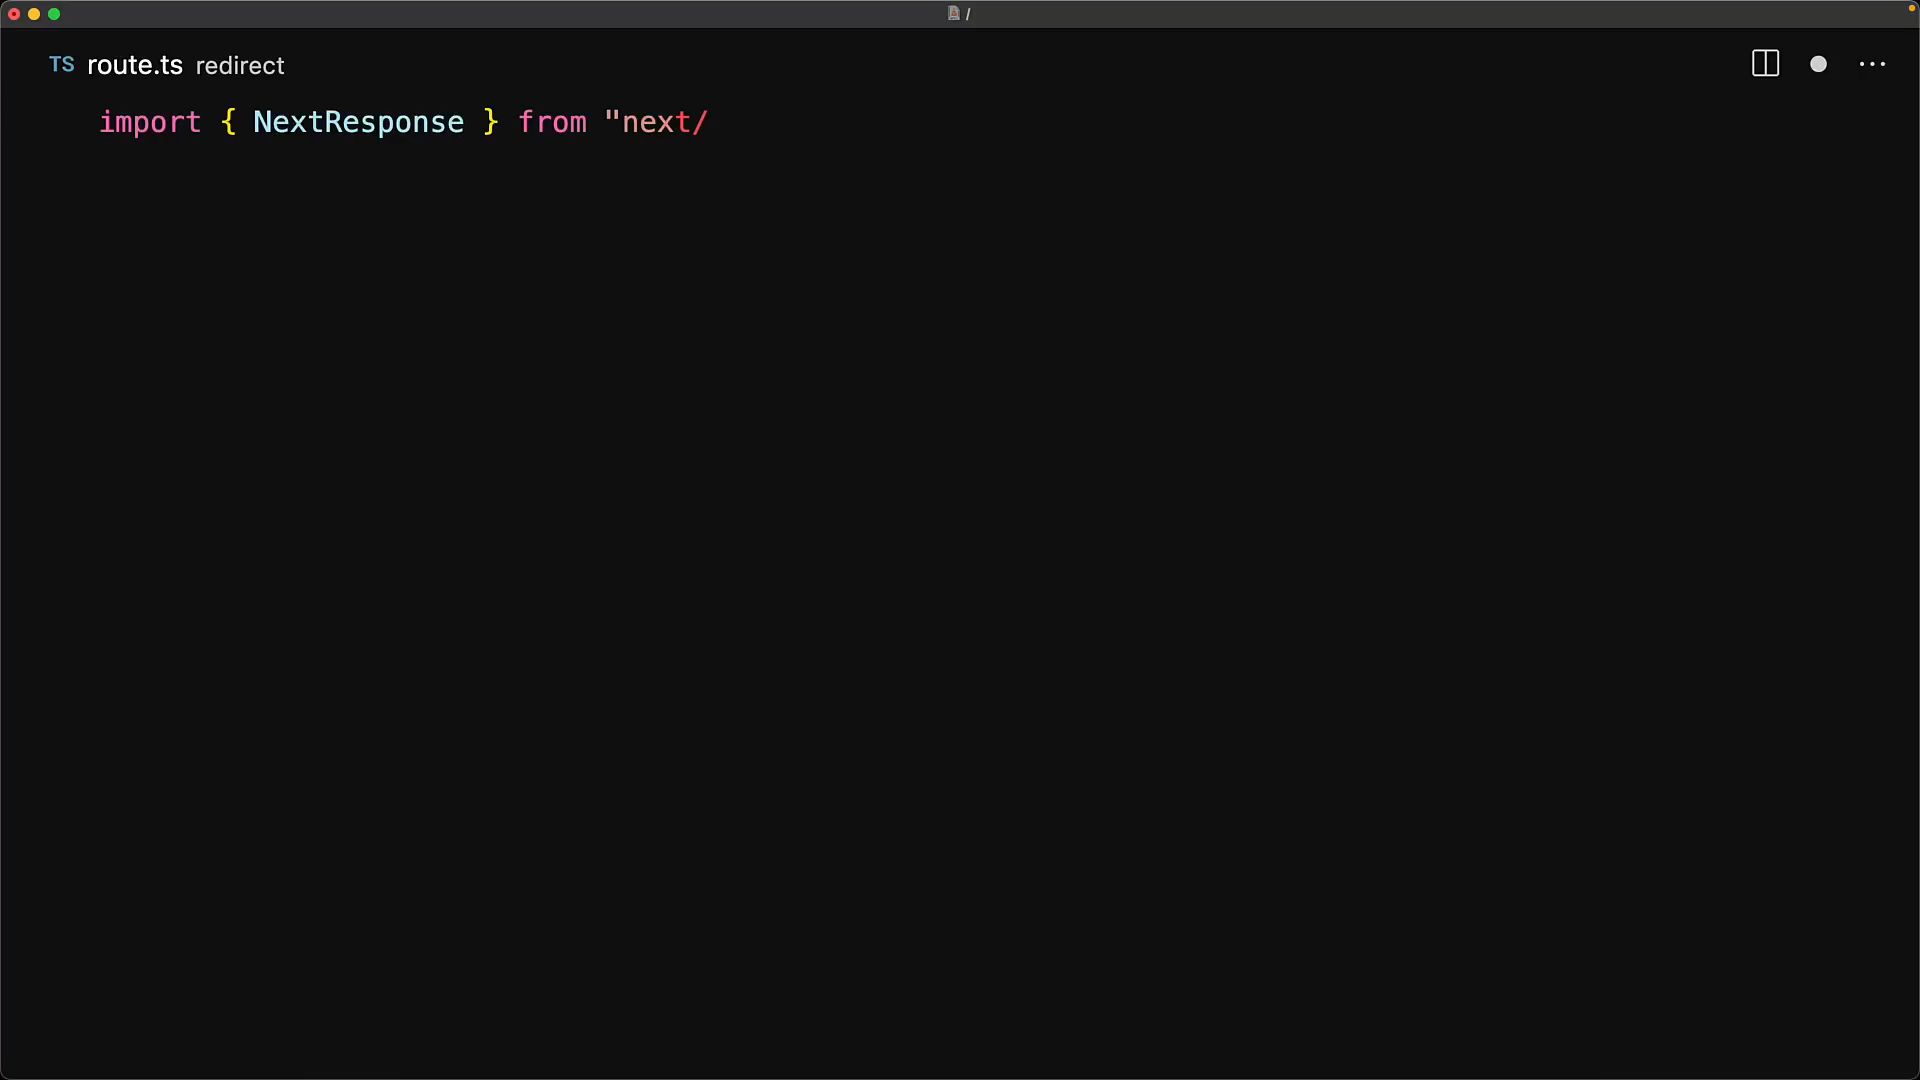 /
TS route.ts redirect
import { NextResponse } from "next/